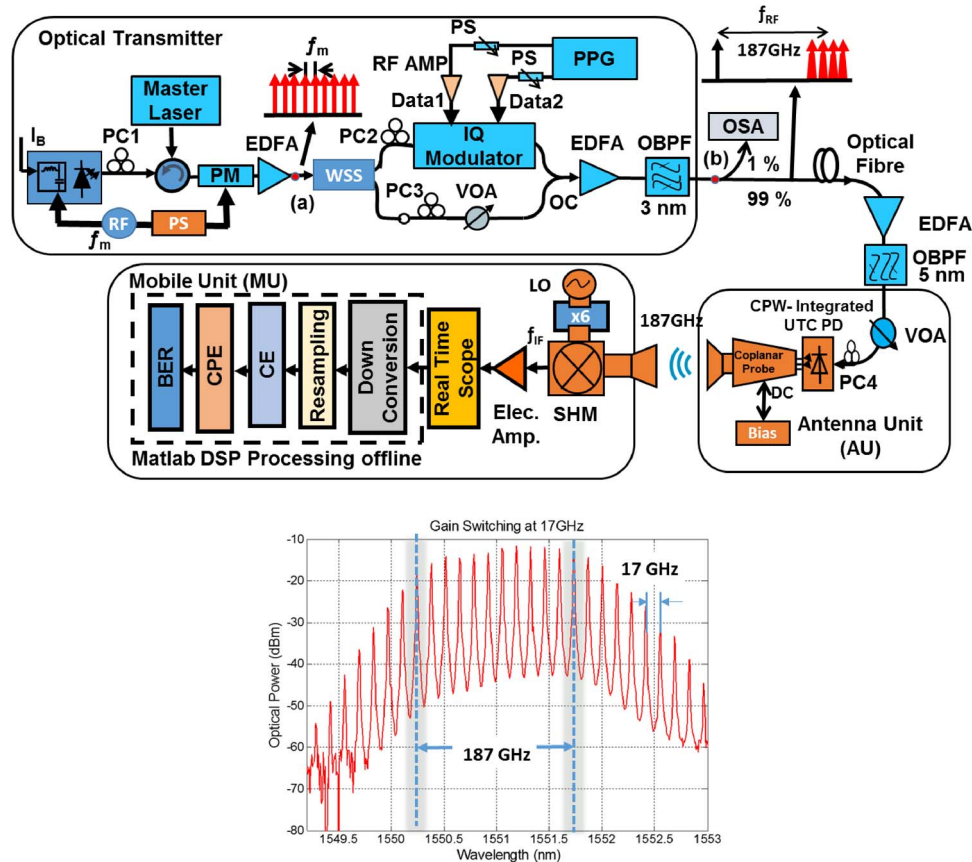 Optical Transmitter
fm
Master
Laser
IB
PC1
EDFA
PM
(a)
RF
PS
fm
WSS
PS
PS
PPG
RF AMP
Data1
Data2
PC2
IQ
Modulator
PC3
VOA
OC
EDFA
OBPF
3 nm
fRF
187GHz
OSA
(b)
1 %
99 %
Optical
Fibre
EDFA
OBPF
5 nm
VOA
CPW- Integrated
UTC PD
Coplanar
Probe
PC4
DC
Bias
Antenna Unit
(AU)
187GHz
LO
x6
SHM
fIF
Elec.
Amp.
Real Time
Scope
Mobile Unit (MU)
Down
Conversion
Resampling
CE
CPE
BER
Matlab DSP Processing offline
Gain Switching at 17GHz
17 GHz
187 GHz
Optical Power (dBm)
-10
-20
-30
-40
-50
-60
-70
-80
1549.5
1550
1550.5
1551
1551.5
1552
1552.5
1553
Wavelength (nm)